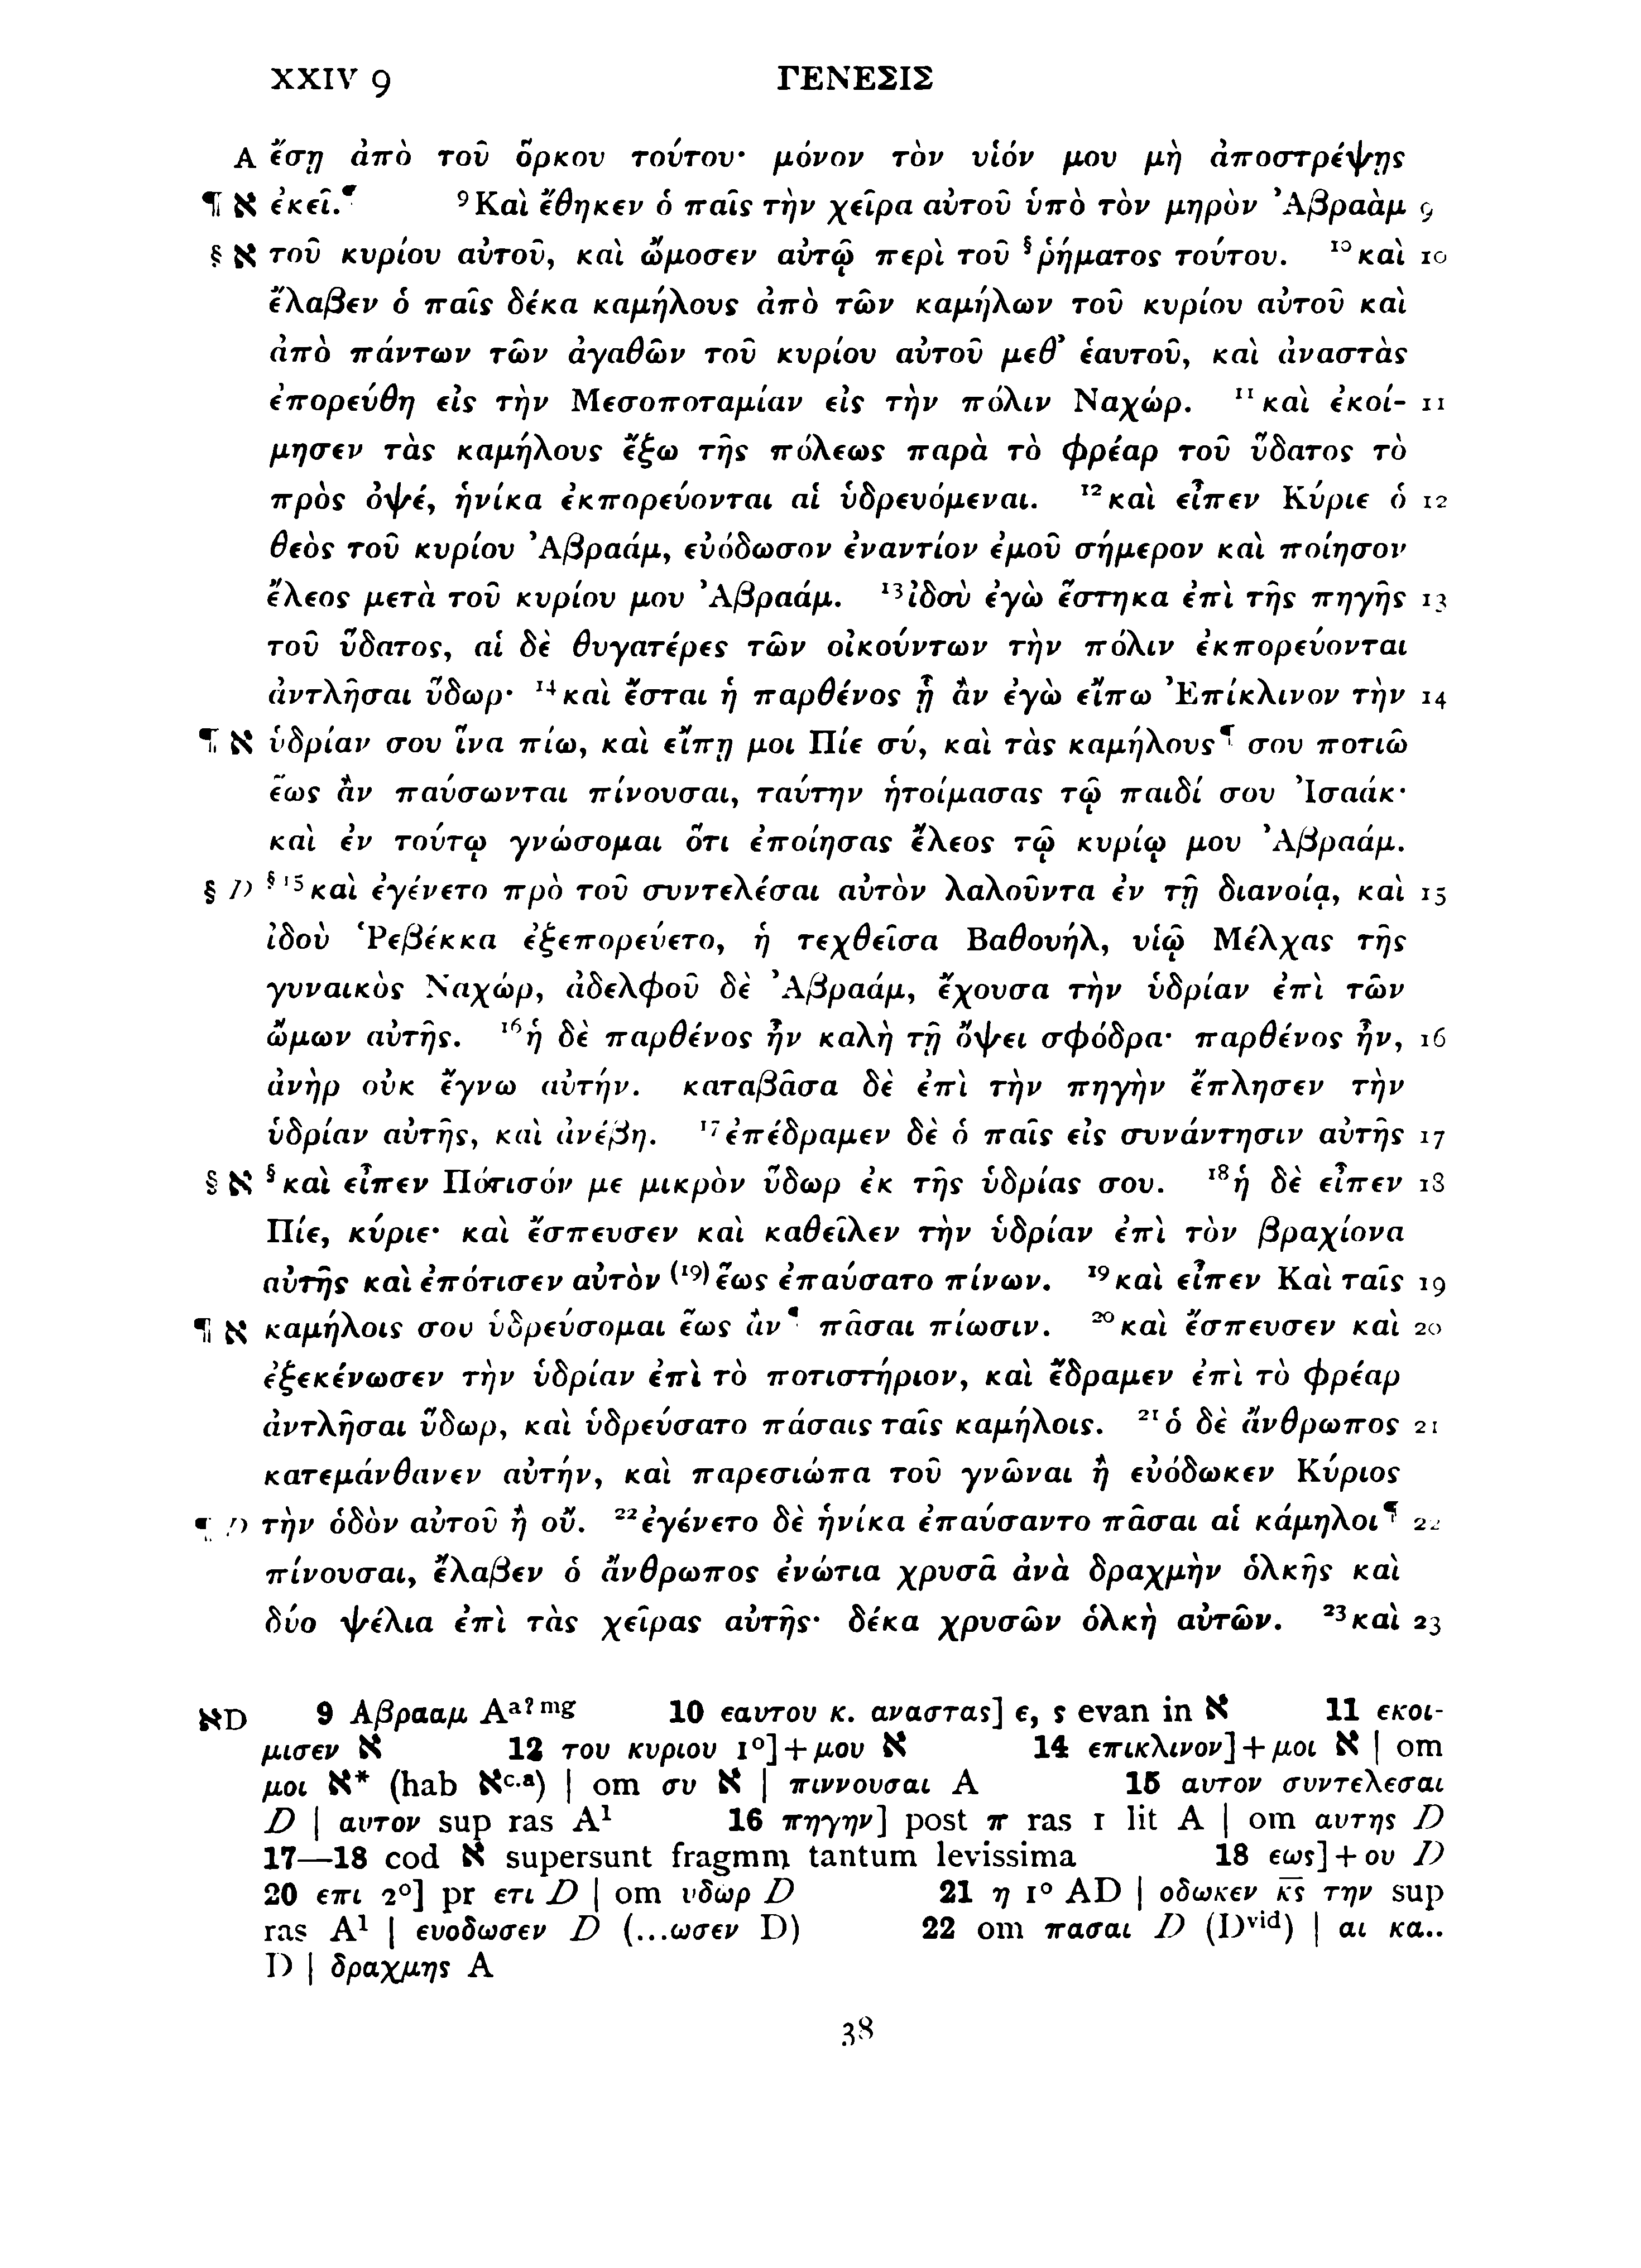 XXIV 9 ΓΕΝΕΣΙΣ
A ἔσῃ ἀπὸ τοῦ ὅρκου τούτου· μόνον τὸν υἱόν μου μὴ ἀποστρέψῃς
¶ א ἐκεῖ.¶ ⁹Καὶ ἔθηκεν ὁ παῖς τὴν χεῖρα αὐτοῦ ὑπὸ τὸν μηρὸν Ἀβραὰμ 9
§ א τοῦ κυρίου αὐτοῦ, καὶ ὤμοσεν αὐτῷ περὶ τοῦ §ῥήματος τούτου. ¹⁰καὶ 10
ἔλαβεν ὁ παῖς δέκα καμήλους ἀπὸ τῶν καμήλων τοῦ κυρίου αὐτοῦ καὶ
ἀπὸ πάντων τῶν ἀγαθῶν τοῦ κυρίου αὐτοῦ μεθ’ ἑαυτοῦ, καὶ ἀναστὰς
ἐπορεύθη εἰς τὴν Μεσοποταμίαν εἰς τὴν πόλιν Ναχώρ. ¹¹καὶ ἐκοί- 11
μησεν τὰς καμήλους ἔξω τῆς πόλεως παρὰ τὸ φρέαρ τοῦ ὕδατος τὸ
πρὸς ὀψέ, ἡνίκα ἐκπορεύονται αἱ ὑδρευόμεναι. ¹²καὶ εἶπεν Κύριε ὁ 12
θεὸς τοῦ κυρίου Ἀβραάμ, εὐόδωσον ἐναντίον ἐμοῦ σήμερον καὶ ποίησον
ἔλεος μετὰ τοῦ κυρίου μου Ἀβραάμ. ¹³ἰδοὺ ἐγὼ ἕστηκα ἐπὶ τῆς πηγῆς 13
τοῦ ὕδατος, αἱ δὲ θυγατέρες τῶν οἰκούντων τὴν πόλιν ἐκπορεύονται
ἀντλῆσαι ὕδωρ· ¹⁴καὶ ἔσται ἡ παρθένος ᾗ ἂν ἐγὼ εἴπω Ἐπίκλινον τὴν 14
¶ א ὑδρίαν σου ἵνα πίω, καὶ εἴπῃ μοι Πίε σύ, καὶ τὰς καμήλους¶ σου ποτιῶ
ἕως ἂν παύσωνται πίνουσαι, ταύτην ἡτοίμασας τῷ παιδί σου Ἰσαάκ·
καὶ ἐν τούτῳ γνώσομαι ὅτι ἐποίησας ἔλεος τῷ κυρίῳ μου Ἀβραάμ.
§ D §¹⁵καὶ ἐγένετο πρὸ τοῦ συντελέσαι αὐτὸν λαλοῦντα ἐν τῇ διανοίᾳ, καὶ 15
ἰδοὺ Ῥεβέκκα ἐξεπορεύετο, ἡ τεχθεῖσα Βαθουήλ, υἱῷ Μέλχας τῆς
γυναικὸς Ναχώρ, ἀδελφοῦ δὲ Ἀβραάμ, ἔχουσα τὴν ὑδρίαν ἐπὶ τῶν
ὤμων αὐτῆς. ¹⁶ἡ δὲ παρθένος ἦν καλὴ τῇ ὄψει σφόδρα· παρθένος ἦν, 16
ἀνὴρ οὐκ ἔγνω αὐτήν. καταβᾶσα δὲ ἐπὶ τὴν πηγὴν ἔπλησεν τὴν
ὑδρίαν αὐτῆς, καὶ ἀνέβη. ¹⁷ἐπέδραμεν δὲ ὁ παῖς εἰς συνάντησιν αὐτῆς 17
§ א §καὶ εἶπεν Πότισόν με μικρὸν ὕδωρ ἐκ τῆς ὑδρίας σου. ¹⁸ἡ δὲ εἶπεν 18
Πίε, κύριε· καὶ ἔσπευσεν καὶ καθεῖλεν τὴν ὑδρίαν ἐπὶ τὸν βραχίονα
αὐτῆς καὶ ἐπότισεν αὐτὸν ⁽¹⁹⁾ἕως ἐπαύσατο πίνων. ¹⁹καὶ εἶπεν Καὶ ταῖς 19
¶ א καμήλοις σου ὑδρεύσομαι ἕως ἂν¶ πᾶσαι πίωσιν. ²⁰καὶ ἔσπευσεν καὶ 20
ἐξεκένωσεν τὴν ὑδρίαν ἐπὶ τὸ ποτιστήριον, καὶ ἔδραμεν ἐπὶ τὸ φρέαρ
ἀντλῆσαι ὕδωρ, καὶ ὑδρεύσατο πάσαις ταῖς καμήλοις. ²¹ὁ δὲ ἄνθρωπος 21
κατεμάνθανεν αὐτήν, καὶ παρεσιώπα τοῦ γνῶναι ἢ εὐόδωκεν Κύριος
¶ D τὴν ὁδὸν αὐτοῦ ἢ οὔ. ²²ἐγένετο δὲ ἡνίκα ἐπαύσαντο πᾶσαι αἱ κάμηλοι¶ 22
πίνουσαι, ἔλαβεν ὁ ἄνθρωπος ἐνώτια χρυσᾶ ἀνὰ δραχμὴν ὁλκῆς καὶ
δύο ψέλια ἐπὶ τὰς χεῖρας αὐτῆς· δέκα χρυσῶν ὁλκὴ αὐτῶν. ²³καὶ 23
אD 9 Αβρααμ Aᵃ?ᵐᵍ 10 εαυτου κ. αναστας] ε, ς evan in א 11 εκοι-
μισεν א 12 του κυριου 1°]+μου א 14 επικλινον]+μοι א | om
μοι א* (hab אᶜ·ᵃ) | om συ א | πιννουσαι A 15 αυτον συντελεσαι
D | αυτον sup ras A¹ 16 πηγην] post π ras 1 lit A | om αυτης D
17—18 cod א supersunt fragmm tantum levissima 18 εως]+ου D
20 επι 2°] pr ετι D | om υδωρ D 21 η 1° AD | οδωκεν κ̅ς̅ την sup
ras A¹ | ευοδωσεν D (...ωσεν D) 22 om πασαι D (Dᵛⁱᵈ) | αι κα..
D | δραχμης A
38